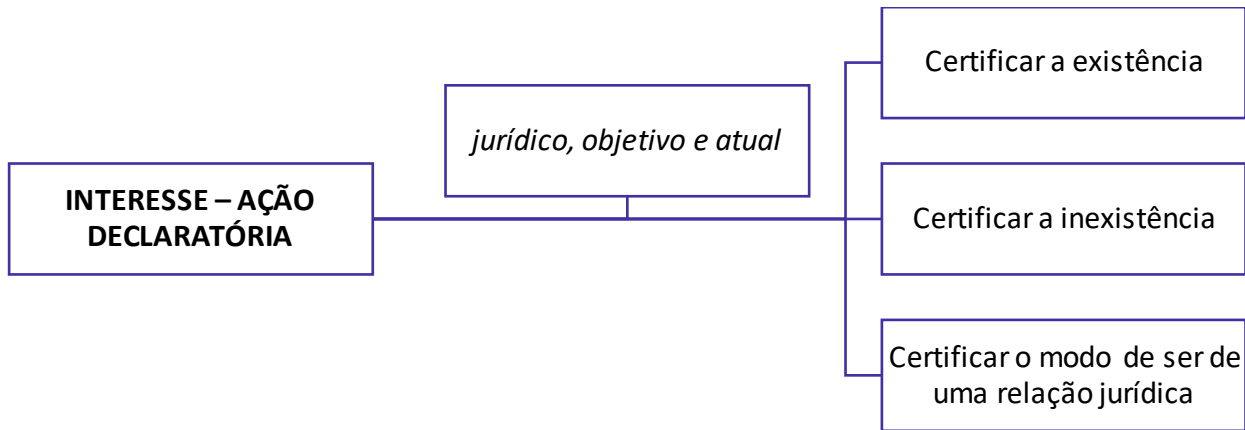 INTERESSE – AÇÃO
DECLARATÓRIA
jurídico, objetivo e atual
Certificar a existência
Certificar a inexistência
Certificar o modo de ser de
uma relação jurídica